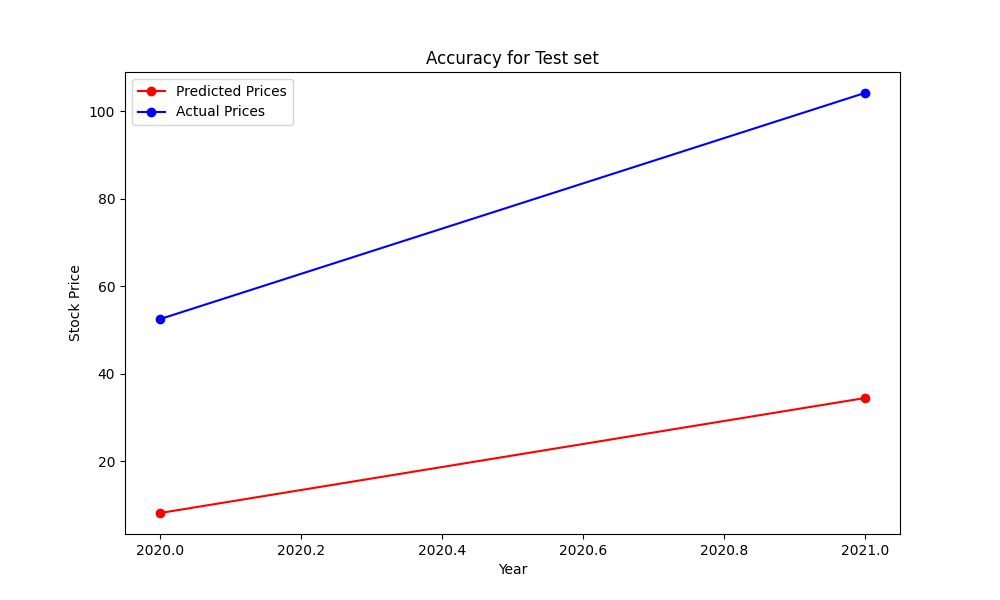 Accuracy for Test set
Predicted Prices
Actual Prices
100
80
60
40
20
Stock Price
2020.0 2020.2 2020.4 2020.6 2020.8 2021.0
Year